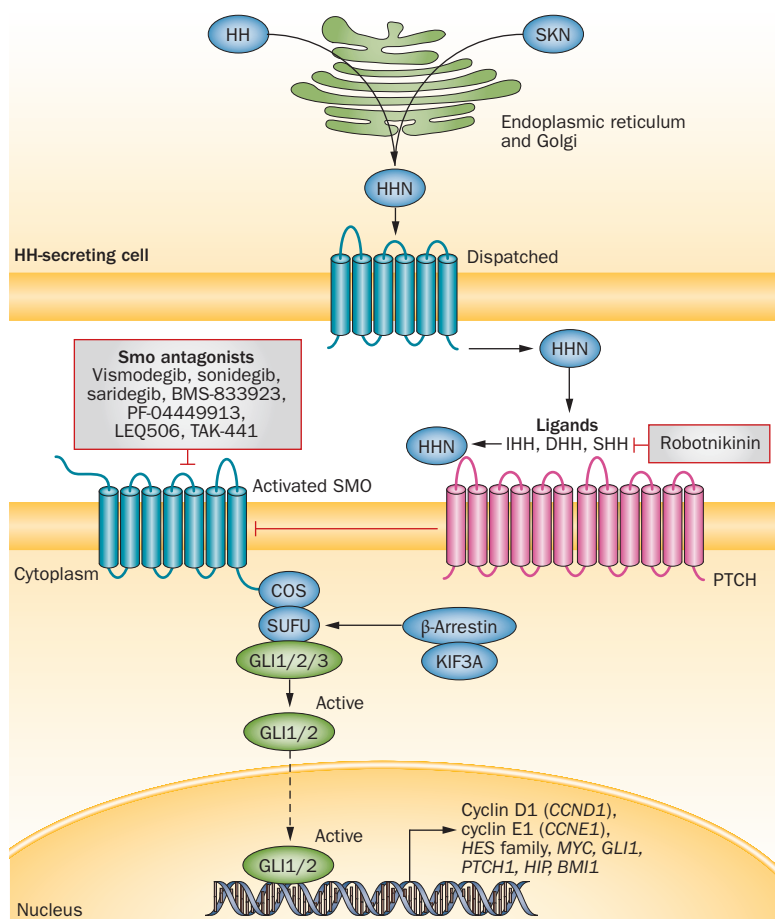 HH
SKN
Endoplasmic reticulum
and Golgi
HHN
HH-secreting cell
Dispatched
HHN
Smo antagonists
Vismodegib, sonidegib,
saridegib, BMS-833923,
PF-04449913,
LEQ506, TAK-441
Ligands
IHH, DHH, SHH
HHN
Robotnikinin
Activated SMO
Cytoplasm
PTCH
COS
SUFU
β-Arrestin
GLI1/2/3
KIF3A
Active
GLI1/2
Cyclin D1 (CCND1),
cyclin E1 (CCNE1),
HES family, MYC, GLI1,
PTCH1, HIP, BMI1
Active
GLI1/2
Nucleus